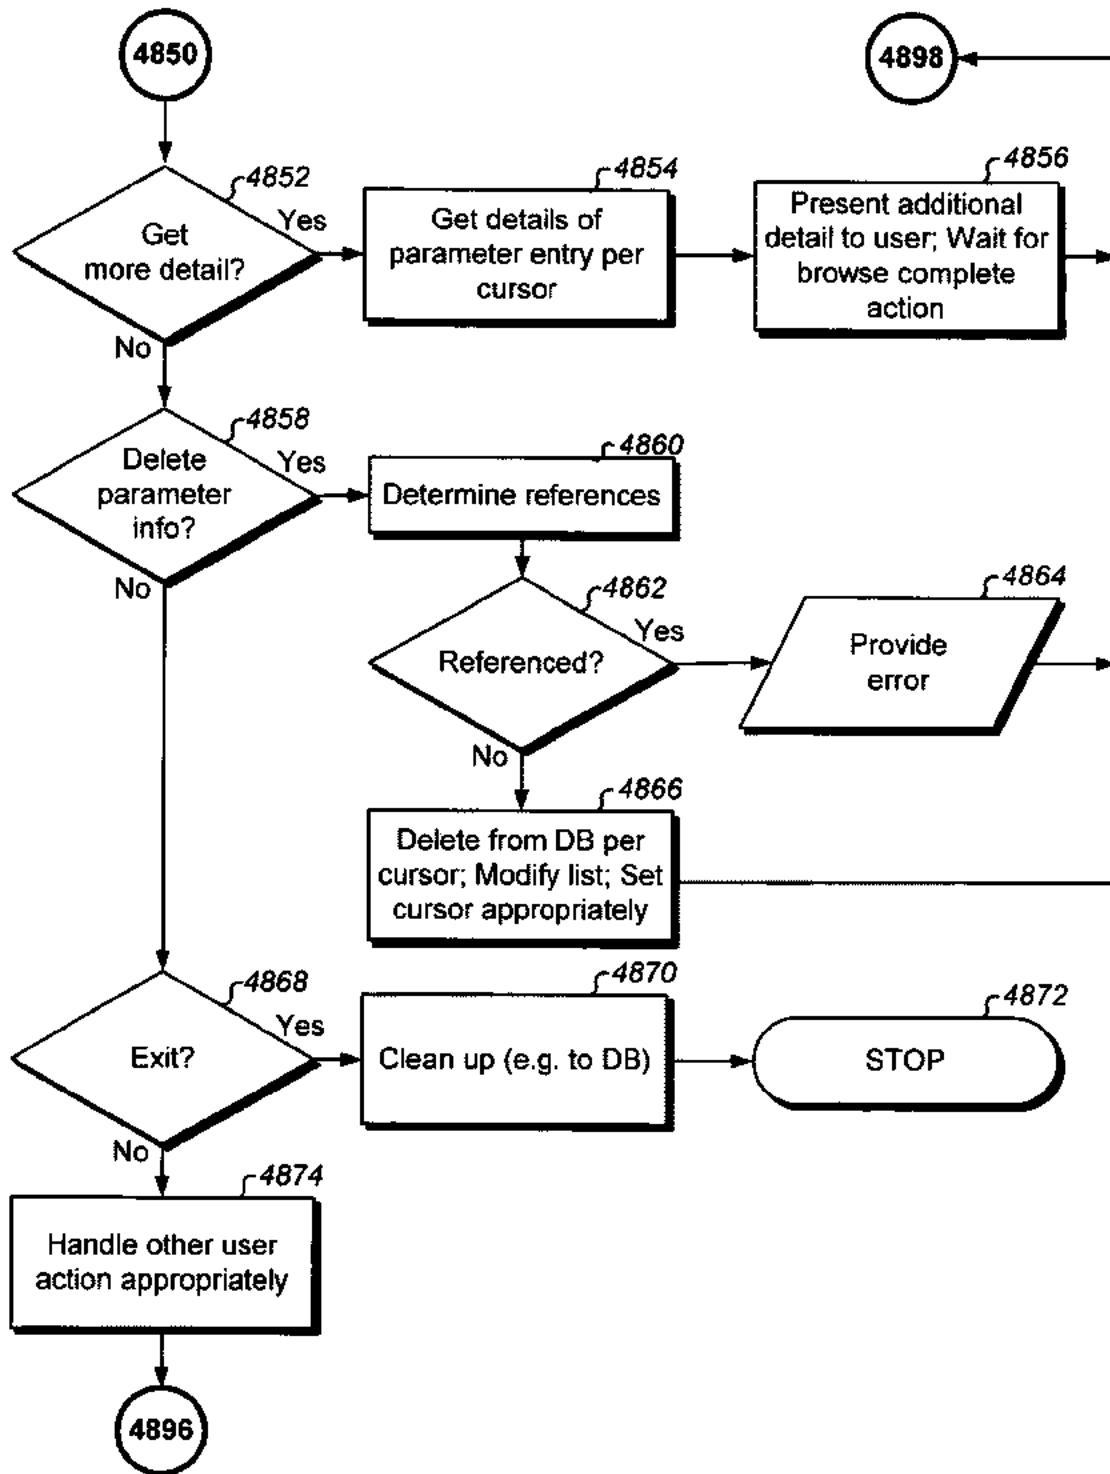 4850
4898
4852
Yes
Get
more detail?
No
4854
Get details of
parameter entry per
cursor
4856
Present additional
detail to user; Wait for
browse complete
action
4858
Yes
Delete
parameter
info?
No
4860
Determine references
4862
Yes
Referenced?
No
4864
Provide
error
4866
Delete from DB per
cursor; Modify list; Set
cursor appropriately
4868
Yes
Exit?
No
4870
Clean up (e.g. to DB)
4872
STOP
4874
Handle other user
action appropriately
4896